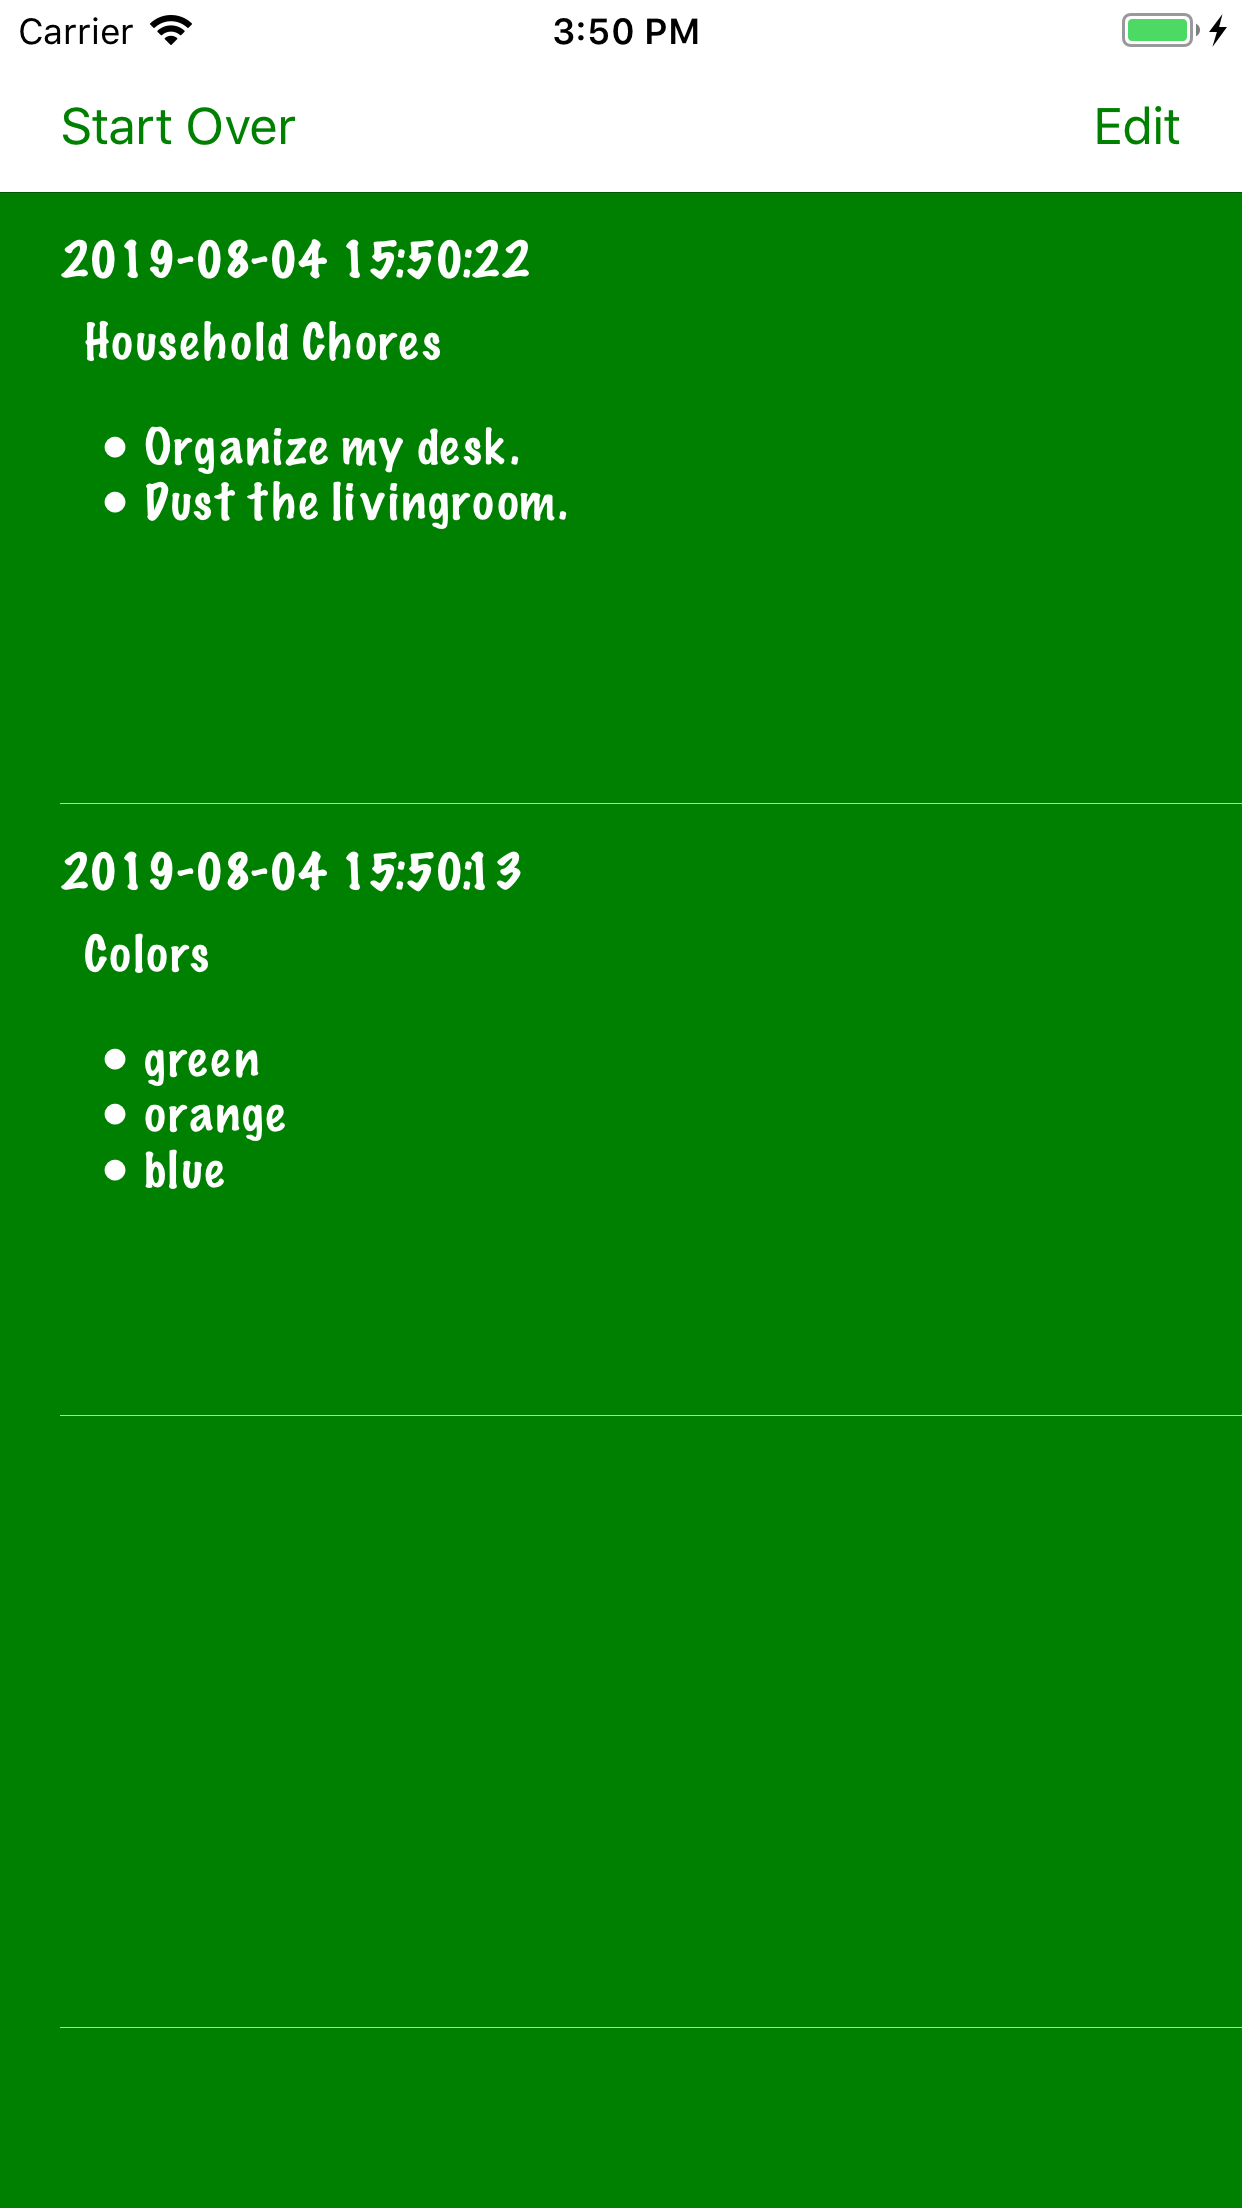 Carrier 3:50 PM
Start Over Edit
2019-08-04 15:50:22
Household Chores
• Organize my desk.
• Dust the livingroom.
2019-08-04 15:50:13
Colors
• green
• orange
• blue